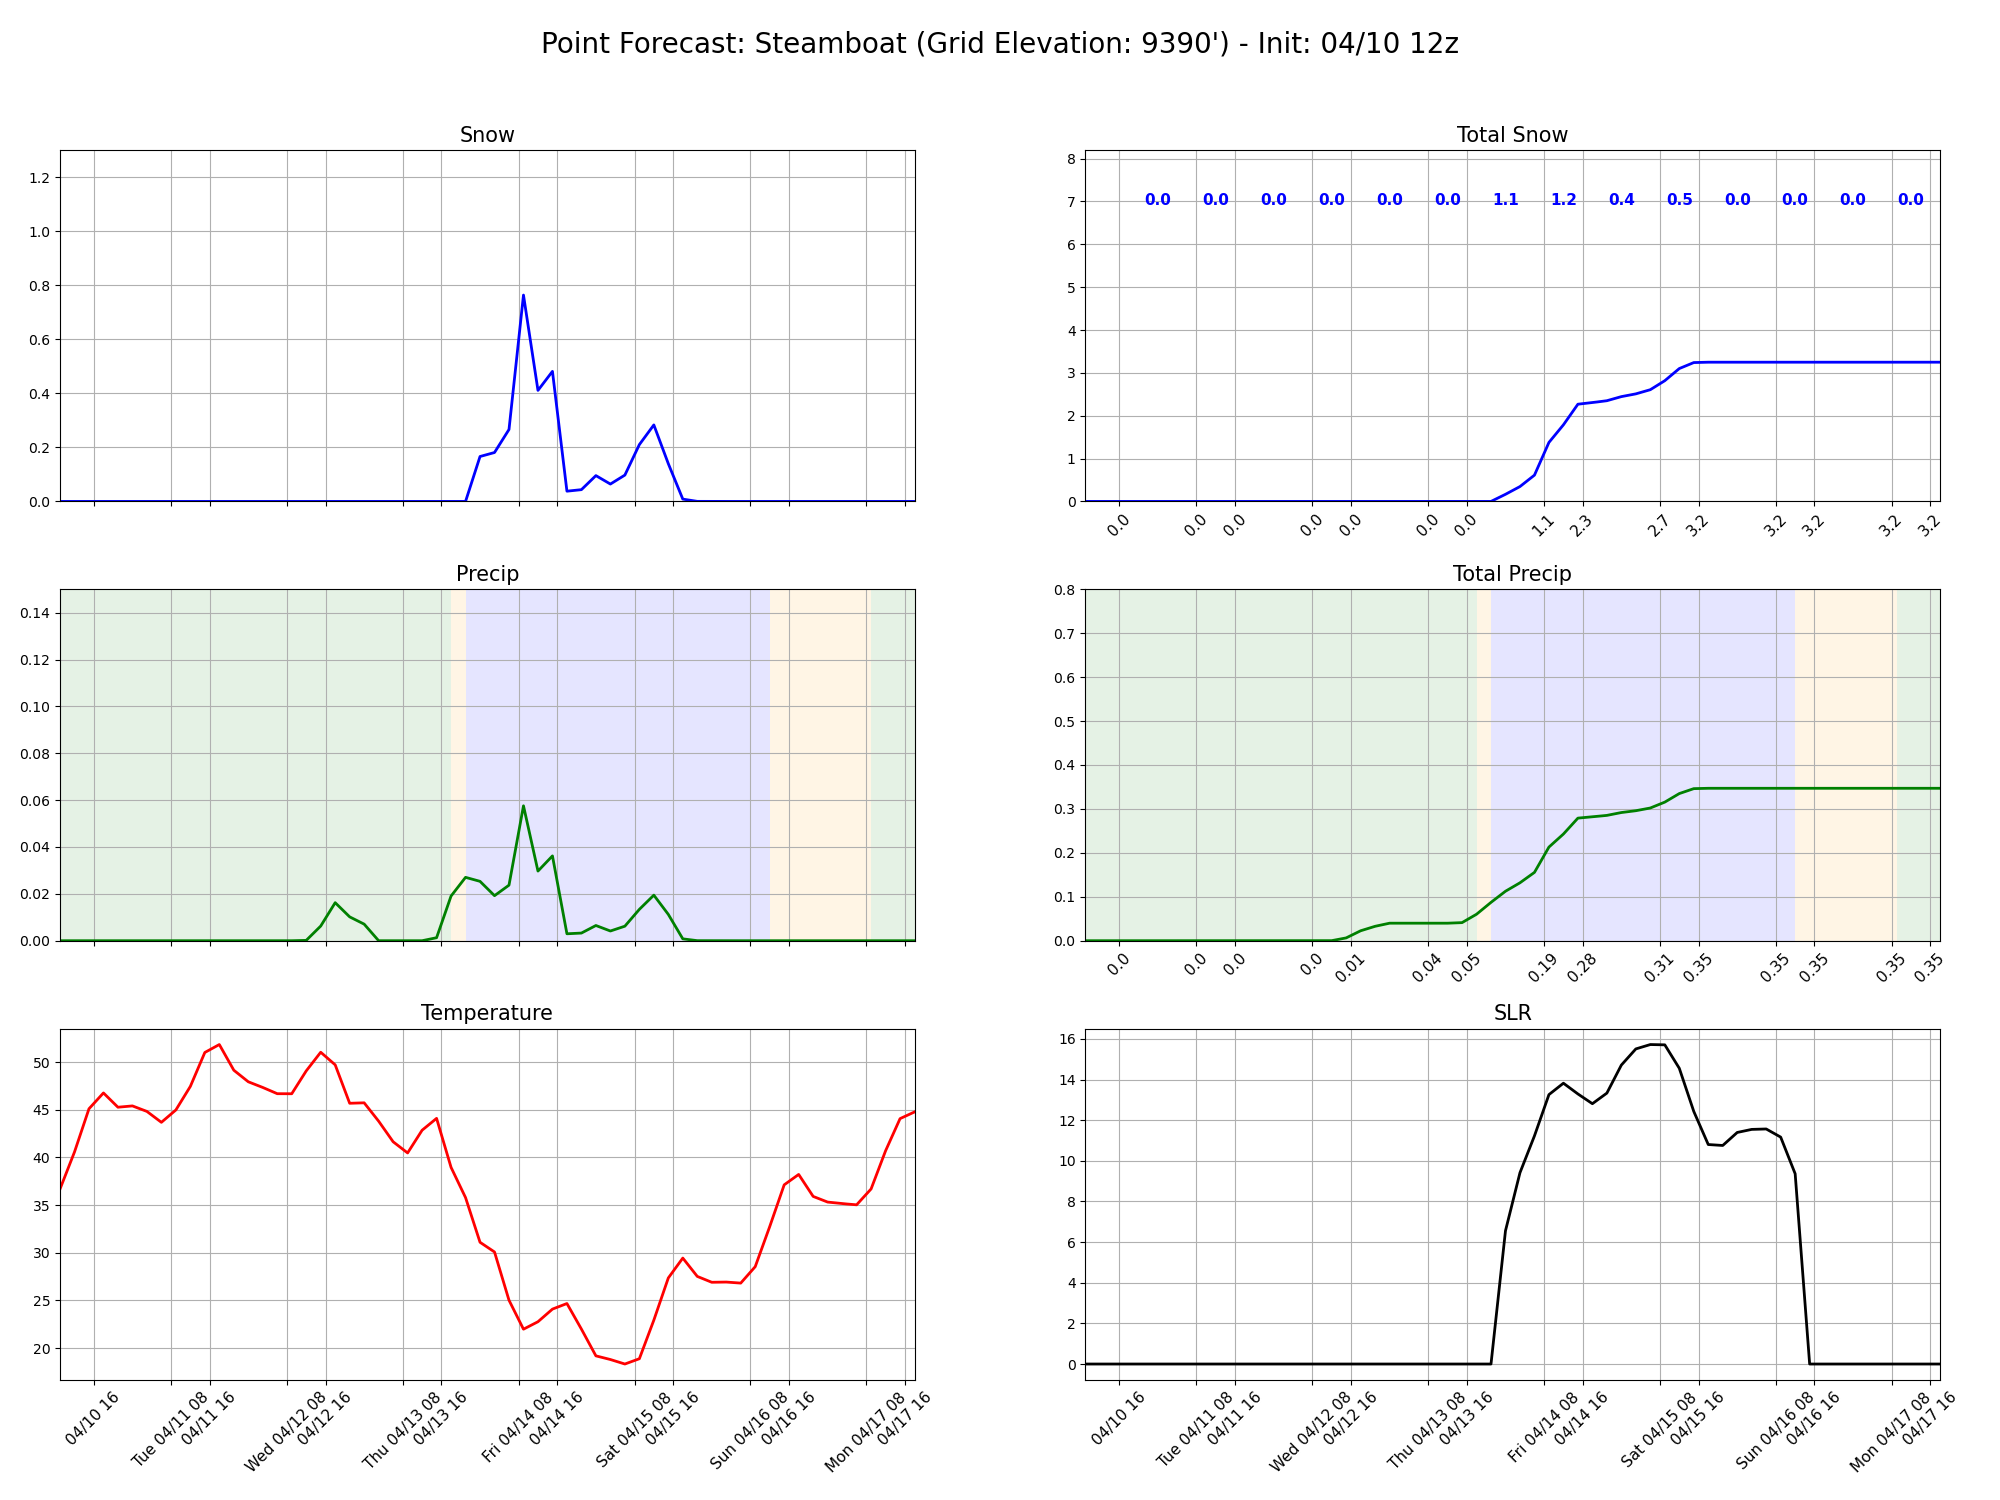 Point Forecast: Steamboat (Grid Elevation: 9390') - Init: 04/10 12z
Snow
1.2
1.0
0.8
0.6
0.4
0.2
0.0
Total Snow
8
7
6
5
4
3
2
1
0
0.0 0.0 0.0 0.0 0.0 0.0 1.1 1.2 0.4 0.5 0.0 0.0 0.0 0.0
0.0 0.0 0.0 0.0 0.0 0.0 0.0 1.1 2.3 2.7 3.2 3.2 3.2 3.2 3.2
Precip
0.14
0.12
0.10
0.08
0.06
0.04
0.02
0.00
Total Precip
0.8
0.7
0.6
0.5
0.4
0.3
0.2
0.1
0.0
0.0 0.0 0.0 0.0 0.01 0.04 0.05 0.19 0.28 0.31 0.35 0.35 0.35 0.35 0.35
Temperature
50
45
40
35
30
25
20
04/10 16
Tue 04/11 08
04/11 16
Wed 04/12 08
04/12 16
Thu 04/13 08
04/13 16
Fri 04/14 08
04/14 16
Sat 04/15 08
04/15 16
Sun 04/16 08
04/16 16
Mon 04/17 08
04/17 16
SLR
16
14
12
10
8
6
4
2
0
04/10 16
Tue 04/11 08
04/11 16
Wed 04/12 08
04/12 16
Thu 04/13 08
04/13 16
Fri 04/14 08
04/14 16
Sat 04/15 08
04/15 16
Sun 04/16 08
04/16 16
Mon 04/17 08
04/17 16